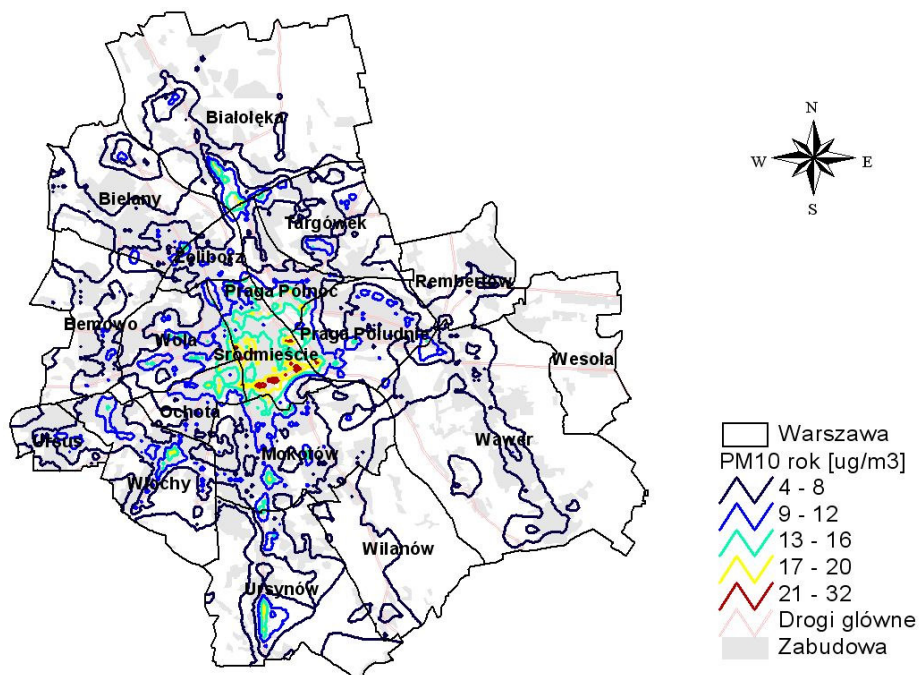 N
W E
S
Białołęka
Bielany
Targówek
Żoliborz
Rembertów
Praga Północ
Bemowo
Praga Południe
Wola
Śródmieście
Wesoła
Ochota
Ursus
Mokotów
Wawer
Włochy
Wilanów
Ursynów
Warszawa
PM10 rok [ug/m3]
4 - 8
9 - 12
13 - 16
17 - 20
21 - 32
Drogi główne
Zabudowa